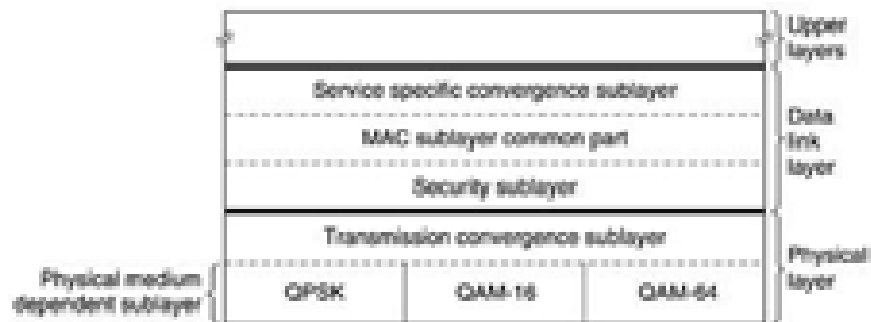 Upper
layers
Service specific convergence sublayer
MAC sublayer common part
Security sublayer
Data
link
layer
Transmission convergence sublayer
Physical medium
dependent sublayer
QPSK
QAM-16
QAM-64
Physical
layer